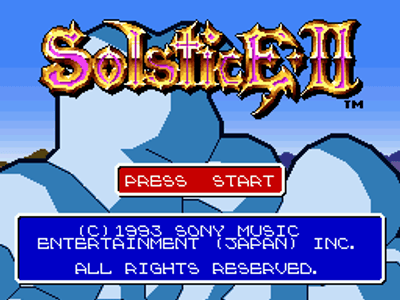 Solstice II
TM
PRESS START
(C)1993 SONY MUSIC
ENTERTAINMENT (JAPAN) INC.
ALL RIGHTS RESERVED.